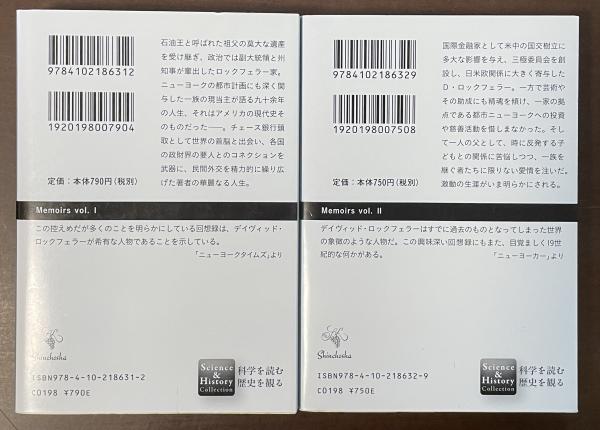 9784102186312
1920198007904
定価：本体790円（税別）
石油王と呼ばれた祖父の莫大な遺産
を受け継ぎ、政治では副大統領と州
知事が輩出したロックフェラー家。
ニューヨークの都市計画にも深く関
与した一族の現当主が語る九十余年
の人生、それはアメリカの現代史そ
のものだった――。チェース銀行頭
取として世界の首脳と出会い、各国
の政財界の要人とのコネクションを
武器に、民間外交を精力的に繰り広
げた著者の華麗なる人生。
Memoirs vol. I
この控えめだが多くのことを明らかにしている回想録は、デイヴィッド・
ロックフェラーが希有な人物であることを示している。
「ニューヨークタイムズ」より
Shinchosha
ISBN978-4-10-218631-2
C0198 ¥790E
Science
& History
Collection
科学を読む
歴史を観る
9784102186329
1920198007508
定価：本体750円（税別）
国際金融家として米中の国交樹立に
多大な影響を与え、三極委員会を創
設し、日米欧関係に大きく寄与した
D・ロックフェラー。一方で芸術や
その助成にも精魂を傾け、一家の拠
点である都市ニューヨークへの投資
や慈善活動を惜しまなかった。そし
て一人の父として、時に反発する子
どもとの関係に苦悩しつつ、一族を
継ぐ者たちに限りない愛情を注いだ。
激動の生涯がいま明らかにされる。
Memoirs vol. II
デイヴィッド・ロックフェラーはすでに過去のものとなってしまった世界
の象徴のような人物だ。この興味深い回想録にもまた、目覚ましく19世
紀的な何かがある。
「ニューヨーカー」より
Shinchosha
ISBN978-4-10-218632-9
C0198 ¥750E
Science
& History
Collection
科学を読む
歴史を観る